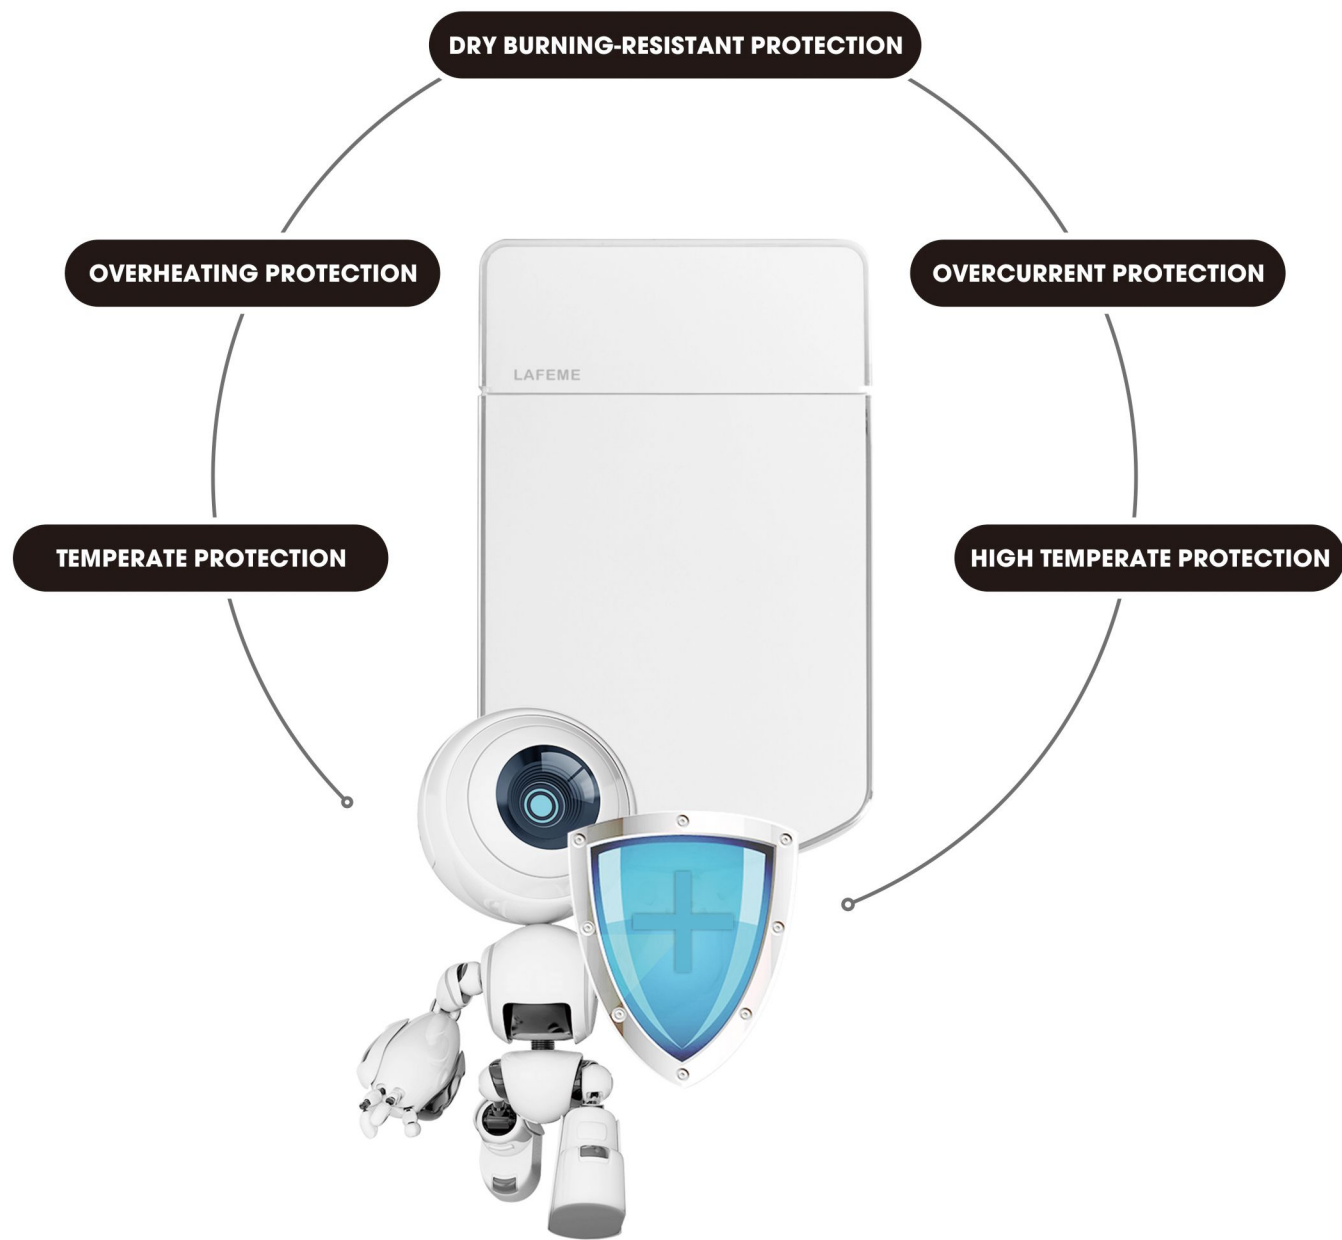 DRY BURNING-RESISTANT PROTECTION
OVERHEATING PROTECTION
OVERCURRENT PROTECTION
LAFEME
TEMPERATE PROTECTION
HIGH TEMPERATE PROTECTION